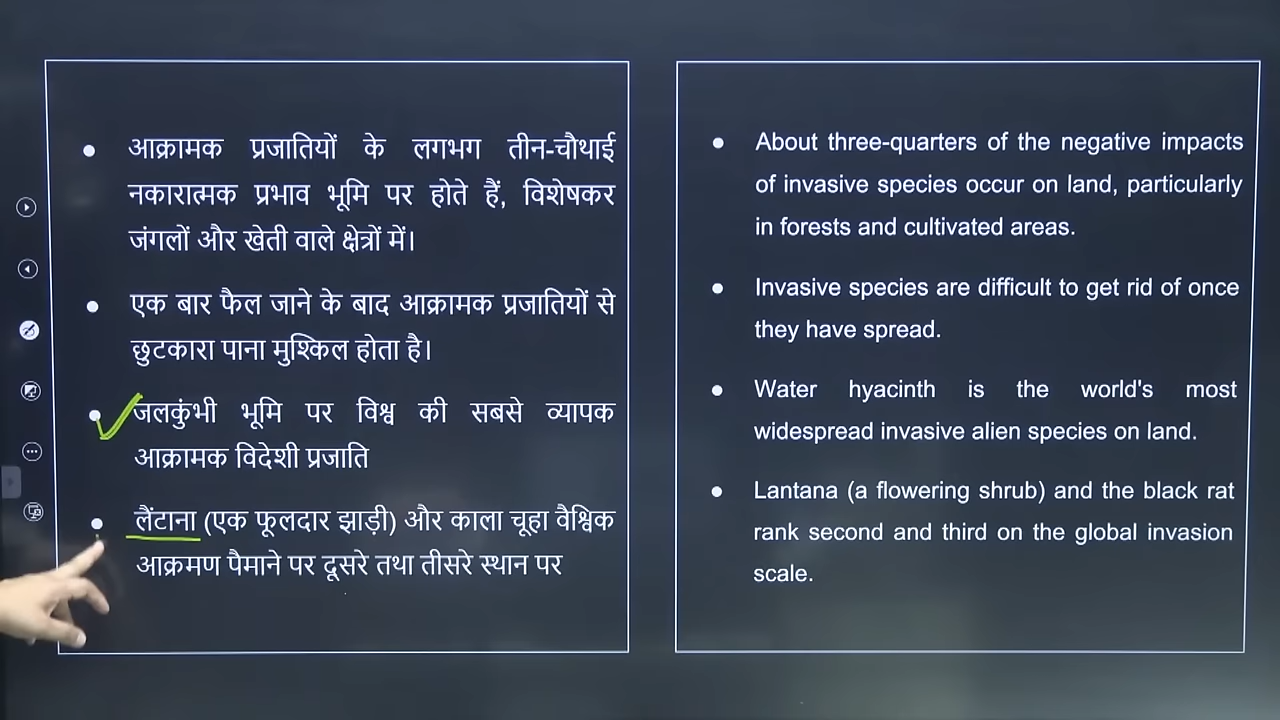 आक्रामक प्रजातियों के लगभग तीन-चौथाई
नकारात्मक प्रभाव भूमि पर होते हैं, विशेषकर
जंगलों और खेती वाले क्षेत्रों में।
एक बार फैल जाने के बाद आक्रामक प्रजातियों से
छुटकारा पाना मुश्किल होता है।
जलकुंभी भूमि पर विश्व की सबसे व्यापक
आक्रामक विदेशी प्रजाति
लैंटाना (एक फूलदार झाड़ी) और काला चूहा वैश्विक
आक्रमण पैमाने पर दूसरे तथा तीसरे स्थान पर
About three-quarters of the negative impacts
of invasive species occur on land, particularly
in forests and cultivated areas.
Invasive species are difficult to get rid of once
they have spread.
Water hyacinth is the world's most
widespread invasive alien species on land.
Lantana (a flowering shrub) and the black rat
rank second and third on the global invasion
scale.